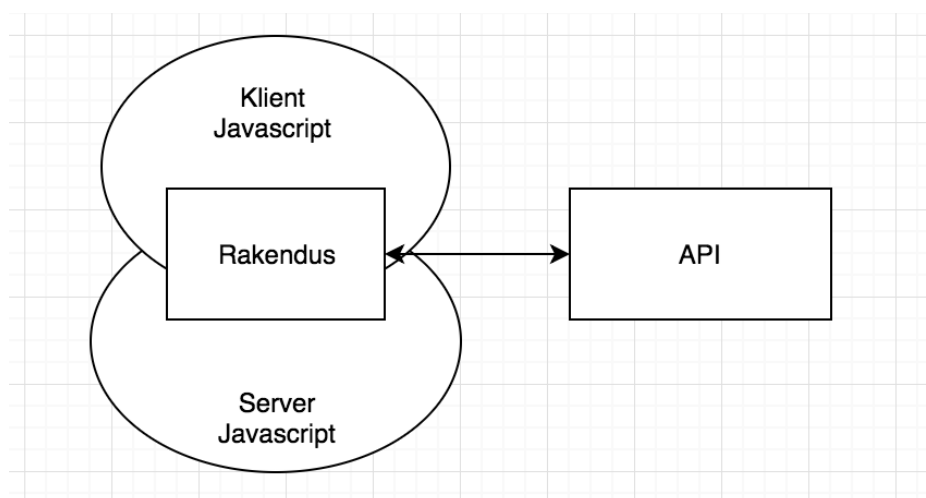 Klient
Javascript
Rakendus
API
Server
Javascript